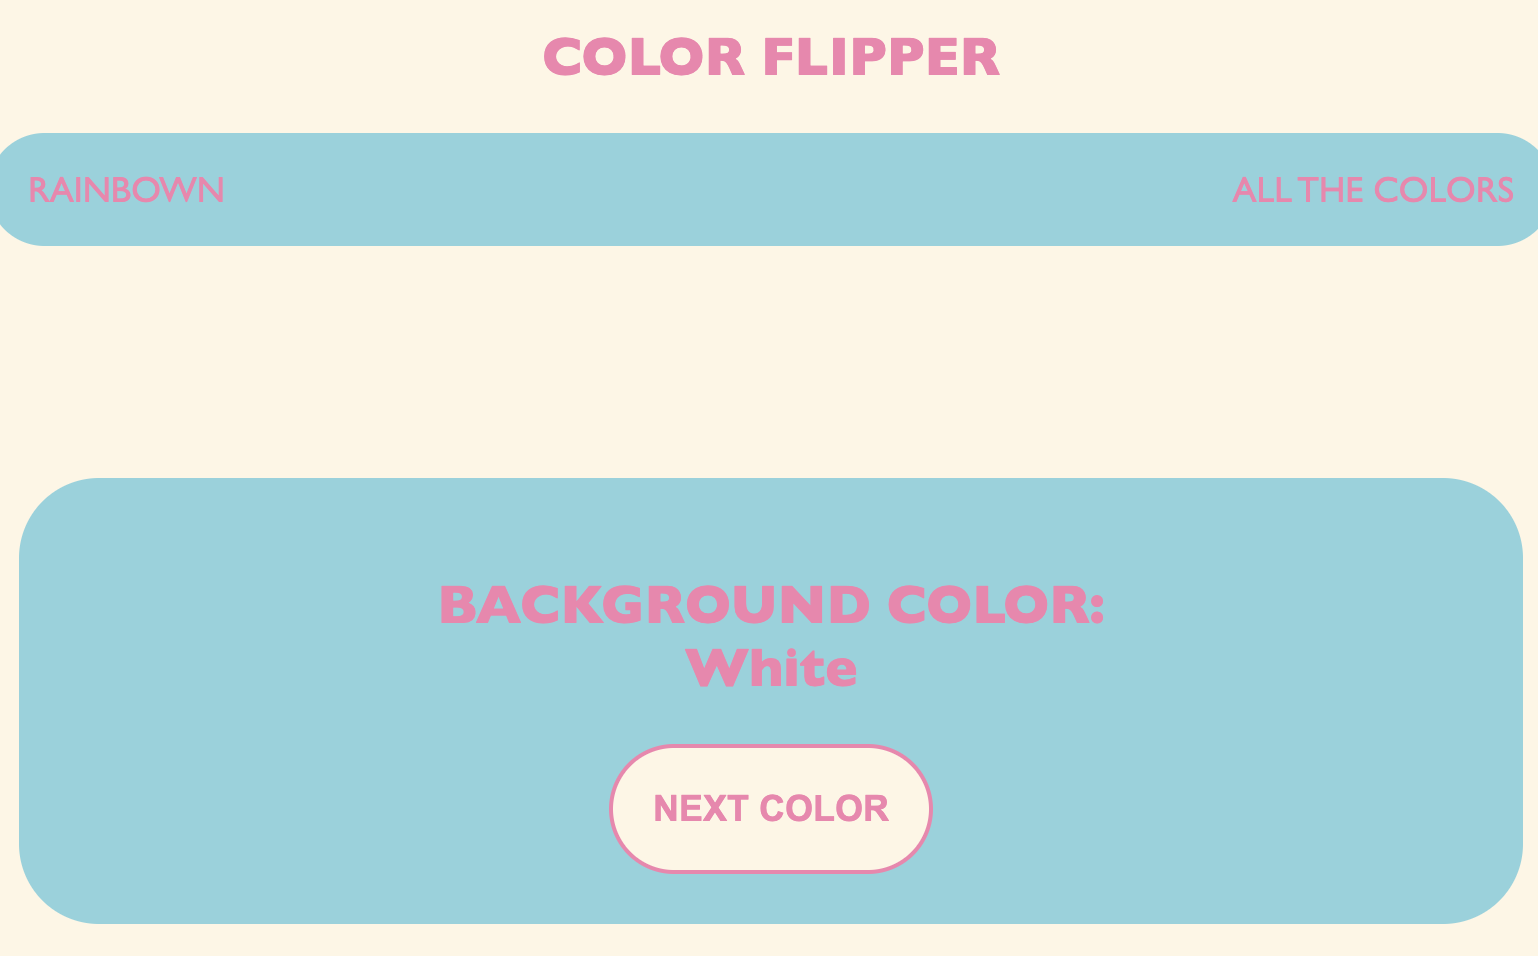 COLOR FLIPPER
RAINBOWN
ALL THE COLORS
BACKGROUND COLOR:
White
NEXT COLOR